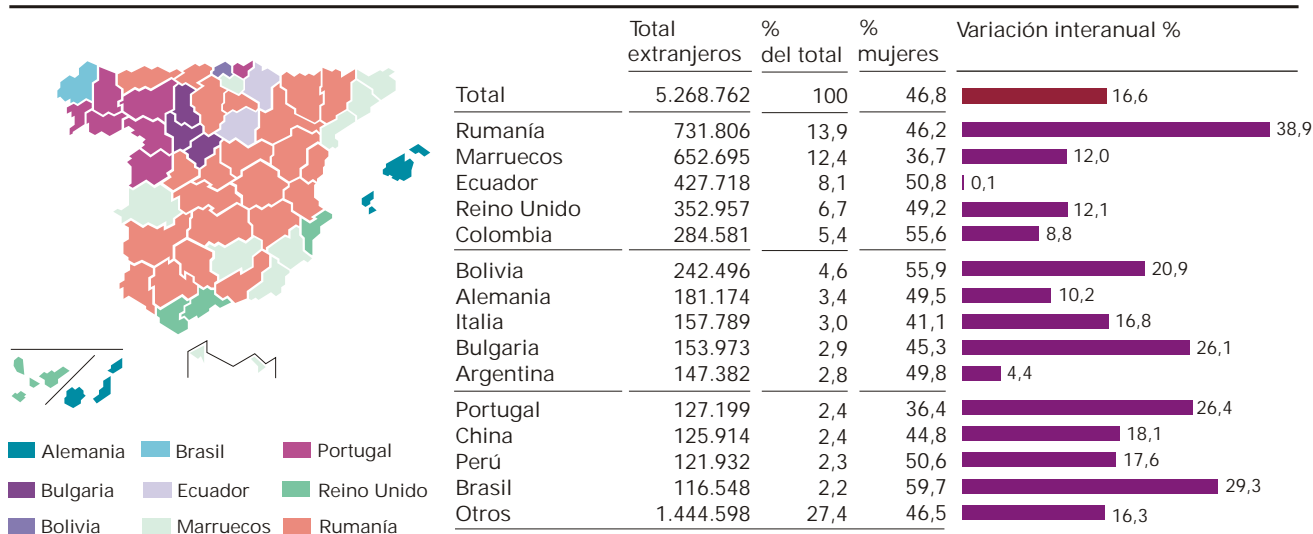 Total extranjeros % del total % mujeres Variación interanual %
Total 5.268.762 100 46,8 16,6
Rumanía 731.806 13,9 46,2 38,9
Marruecos 652.695 12,4 36,7 12,0
Ecuador 427.718 8,1 50,8 0,1
Reino Unido 352.957 6,7 49,2 12,1
Colombia 284.581 5,4 55,6 8,8
Bolivia 242.496 4,6 55,9 20,9
Alemania 181.174 3,4 49,5 10,2
Italia 157.789 3,0 41,1 16,8
Bulgaria 153.973 2,9 45,3 26,1
Argentina 147.382 2,8 49,8 4,4
Portugal 127.199 2,4 36,4 26,4
China 125.914 2,4 44,8 18,1
Perú 121.932 2,3 50,6 17,6
Brasil 116.548 2,2 59,7 29,3
Otros 1.444.598 27,4 46,5 16,3
Alemania Brasil Portugal
Bulgaria Ecuador Reino Unido
Bolivia Marruecos Rumanía